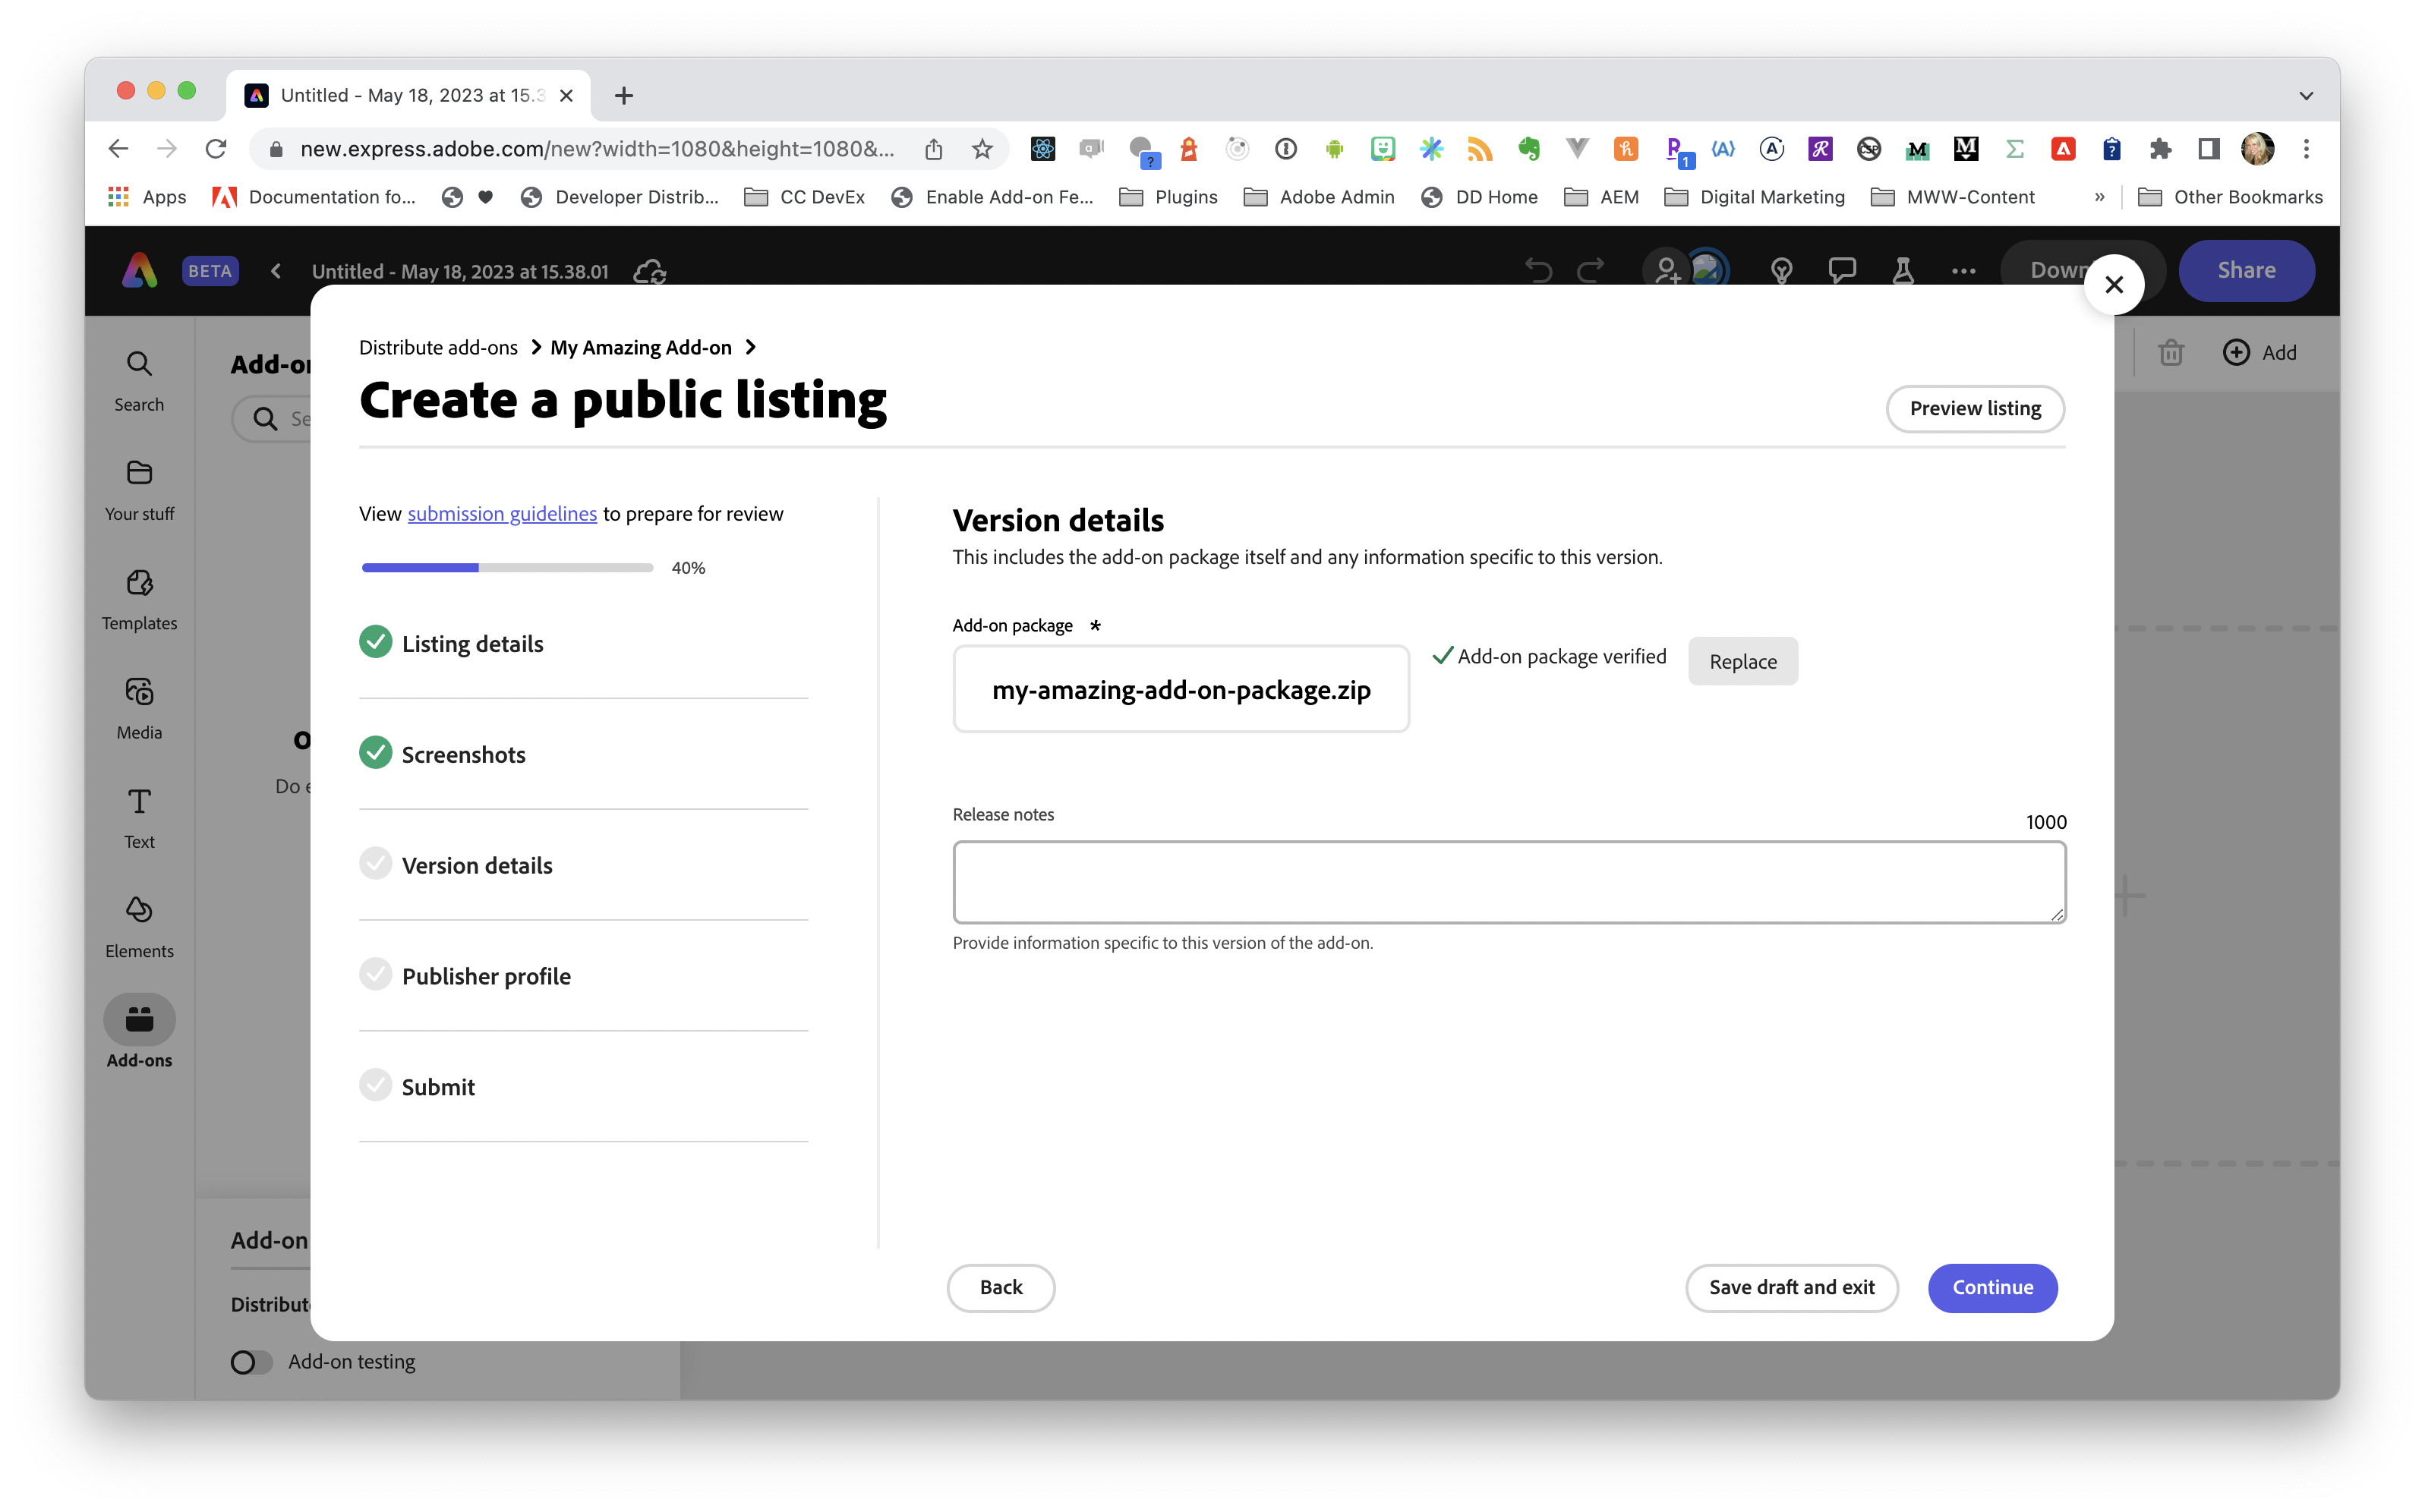 Untitled - May 18, 2023 at 15.3
new.express.adobe.com/new?width=1080&height=1080&...
Apps
Documentation fo...
Developer Distrib...
CC DevEx
Enable Add-on Fe...
Plugins
Adobe Admin
DD Home
AEM
Digital Marketing
MWW-Content
»
Other Bookmarks
BETA
Untitled - May 18, 2023 at 15.38.01
Share
Search
Your stuff
Templates
Media
Text
Elements
Add-ons
Add
Distribute add-ons
My Amazing Add-on
Create a public listing
Preview listing
View submission guidelines to prepare for review
40%
Listing details
Screenshots
Version details
Publisher profile
Submit
Version details
This includes the add-on package itself and any information specific to this version.
Add-on package *
my-amazing-add-on-package.zip
Add-on package verified
Replace
Release notes
1000
Provide information specific to this version of the add-on.
Back
Save draft and exit
Continue
Add-on
Add-on testing